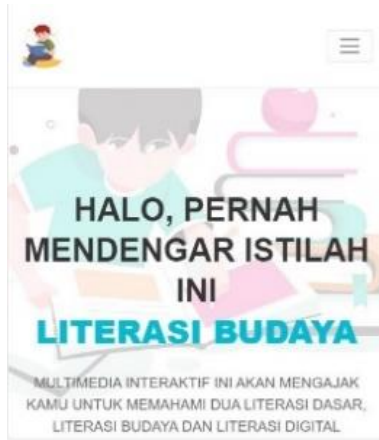 HALO, PERNAH
MENDENGAR ISTILAH
INI
LITERASI BUDAYA
MULTIMEDIA INTERAKTIF INI AKAN MENGAJAK
KAMU UNTUK MEMAHAMI DUA LITERASI DASAR,
LITERASI BUDAYA DAN LITERASI DIGITAL